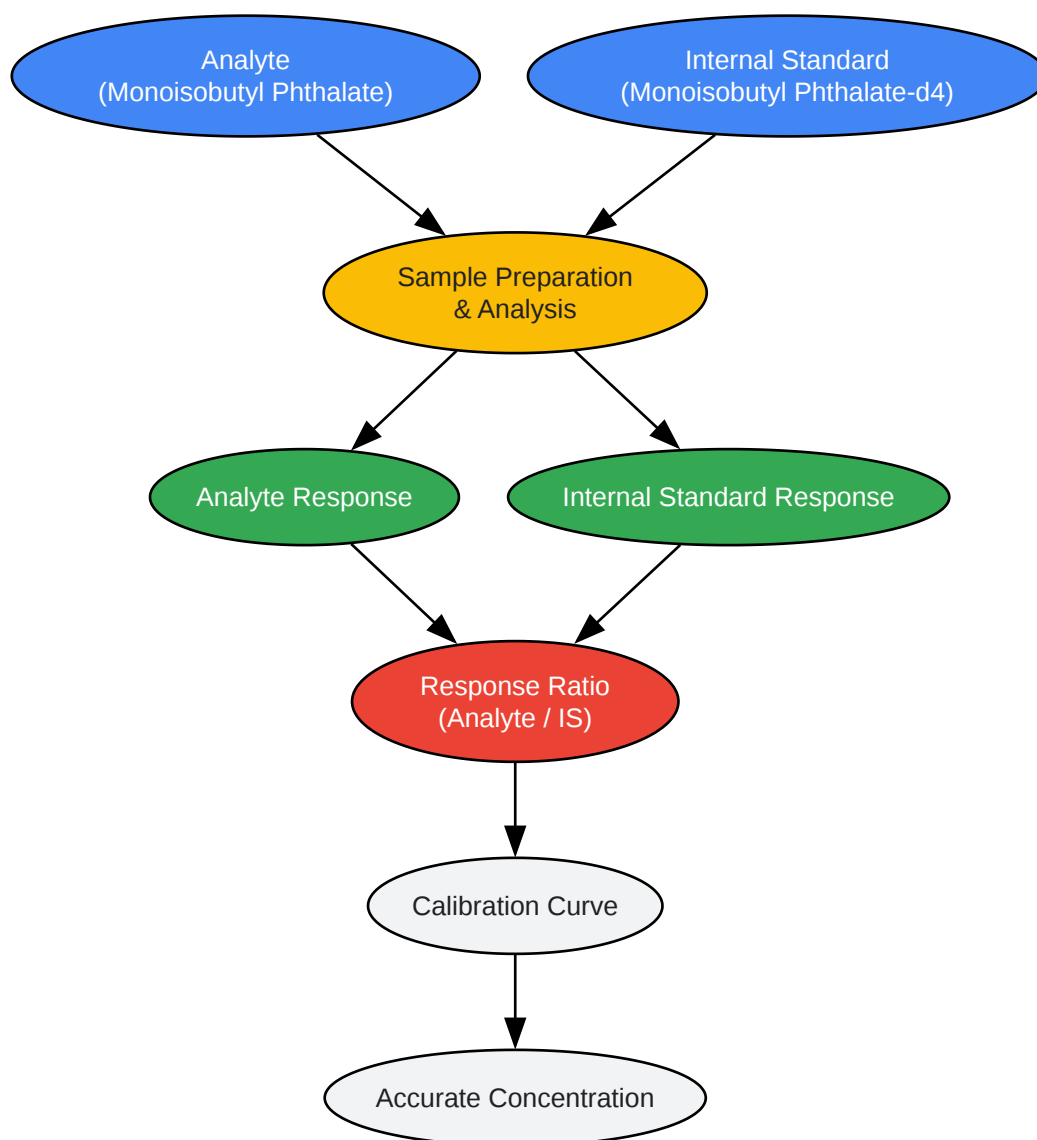 Analyte
(Monoisobutyl Phthalate)
Internal Standard
(Monoisobutyl Phthalate-d4)
Sample Preparation
& Analysis
Analyte Response
Internal Standard Response
Response Ratio
(Analyte / IS)
Calibration Curve
Accurate Concentration